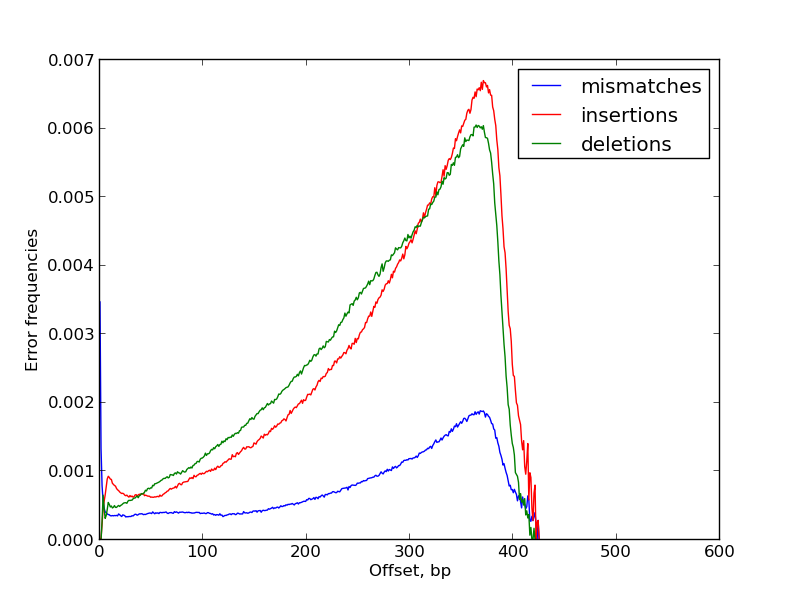 0.007
0.006
0.005
0.004
0.003
0.002
0.001
0.000
0 100 200 300 400 500 600
Offset, bp
Error frequencies
mismatches
insertions
deletions